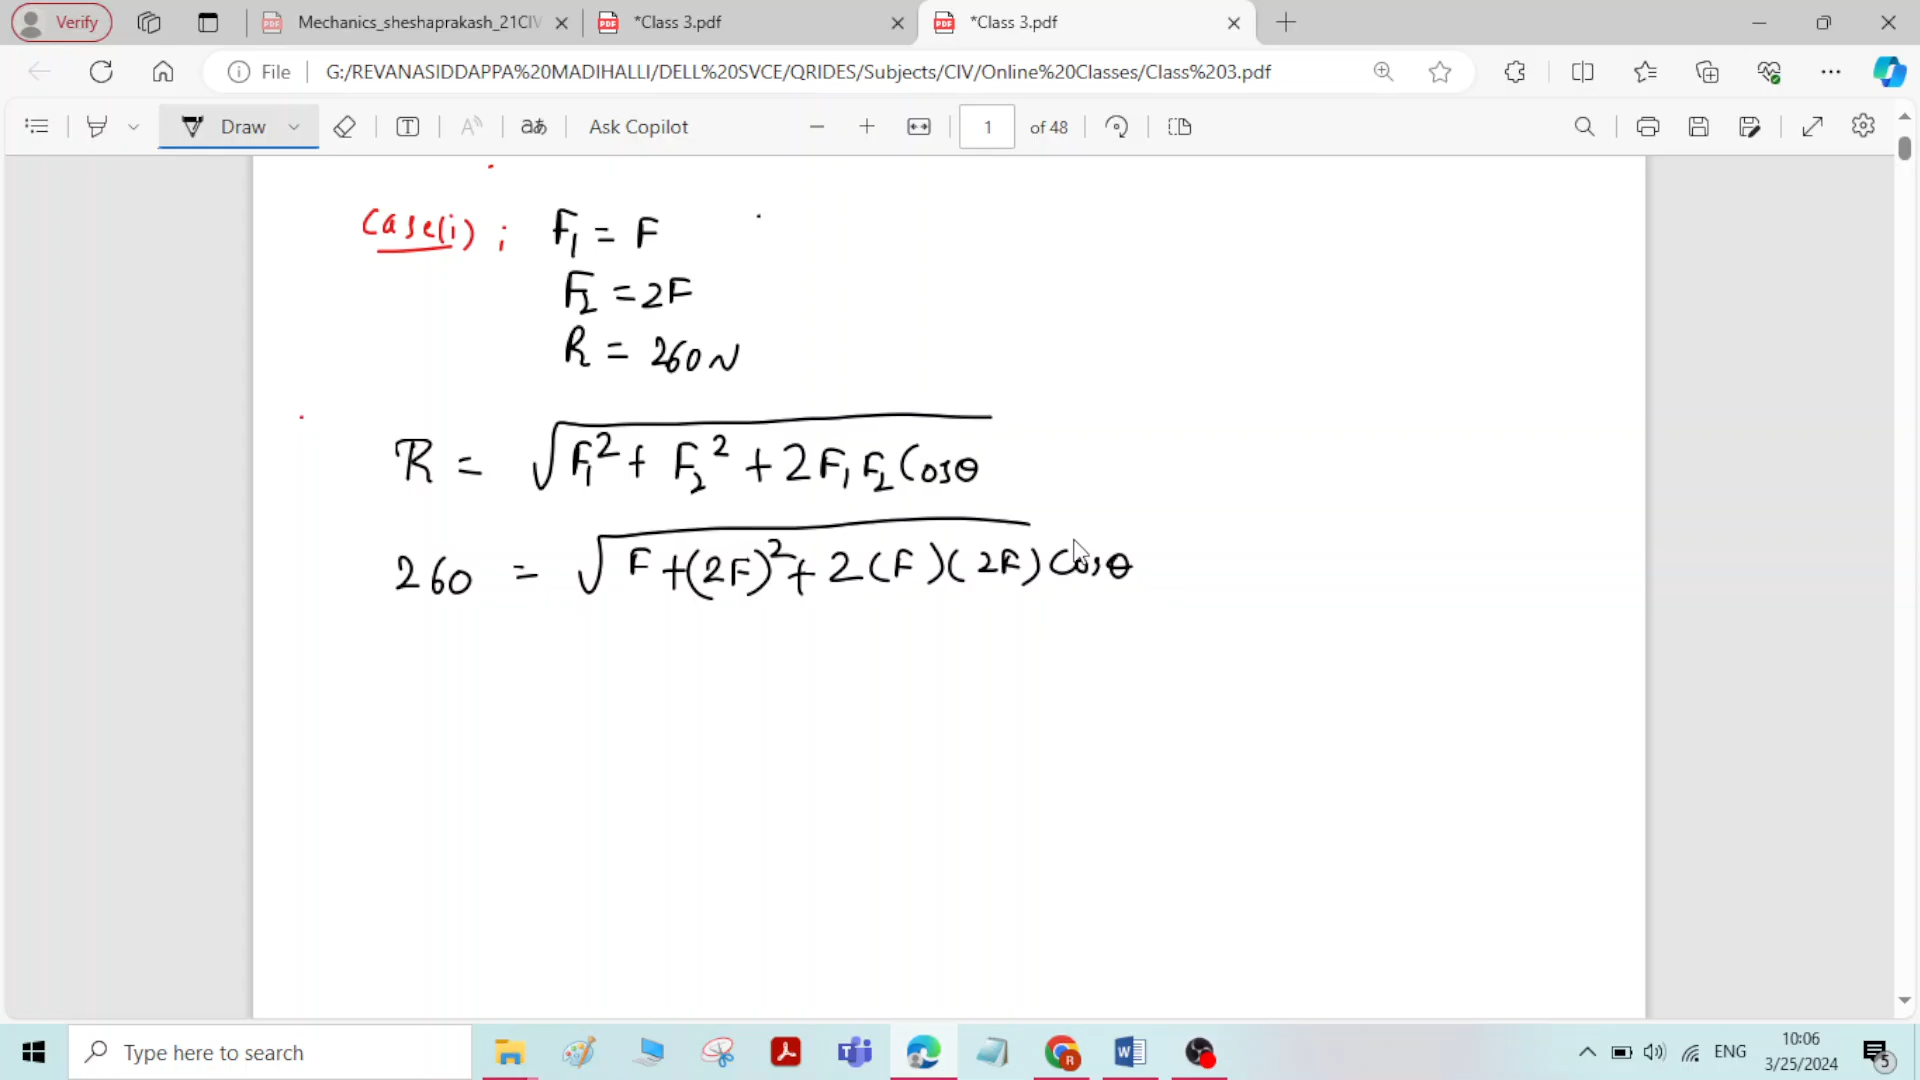 Verify
Mechanics_sheshaprakash_21CIV
*Class 3.pdf
*Class 3.pdf
File
G:/REVANASIDDAPPA%20MADIHALLI/DELL%20SVCE/QRIDES/Subjects/CIV/Online%20Classes/Class%203.pdf
Draw
Ask Copilot
1 of 48
Case(i) ; F₁ = F
F₂ = 2F
R = 260N
R = √F₁² + F₂² + 2F₁F₂ Cosθ
260 = √F + (2F)² + 2(F)(2F) Cosθ
Type here to search
ENG
10:06
3/25/2024
5